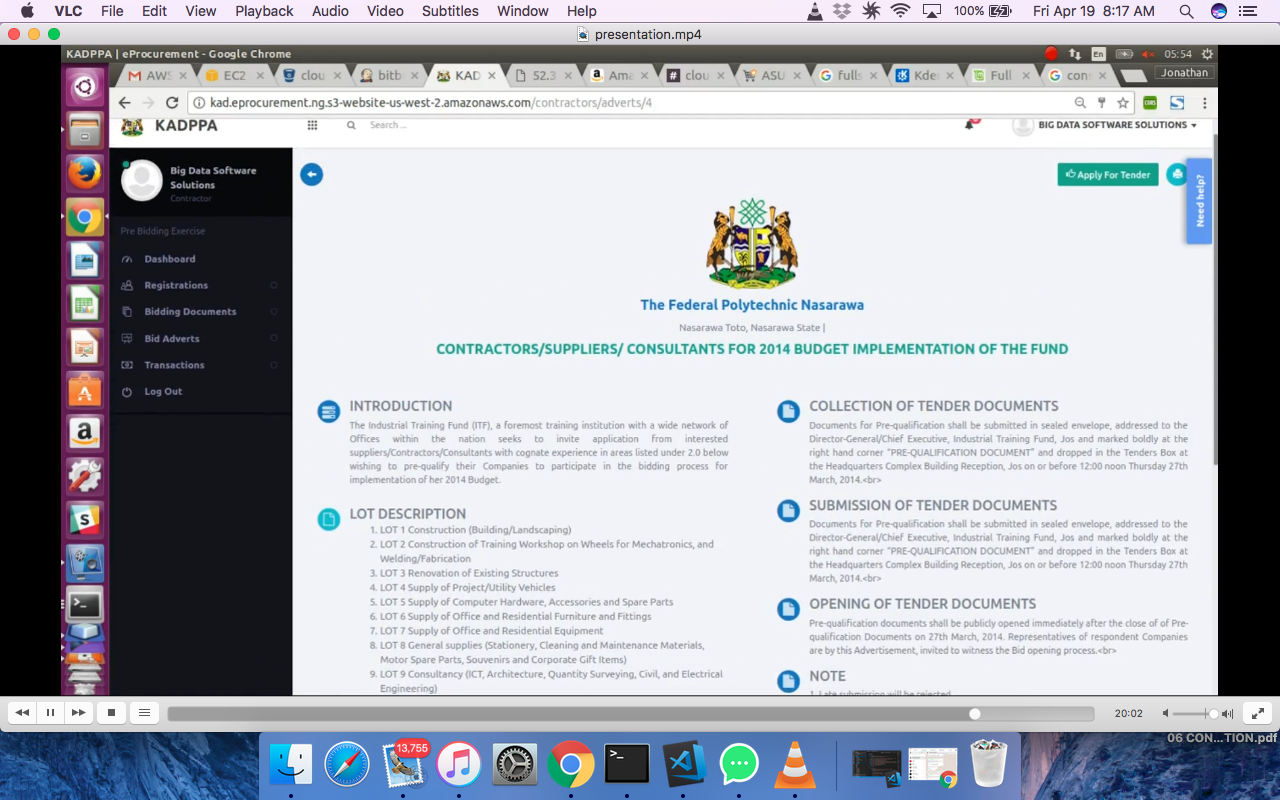 VLC File Edit View Playback Audio Video Subtitles Window Help 100% Fri Apr 19 8:17 AM
presentation.mp4
KADPPA | eProcurement - Google Chrome En 05:54
AWS EC2 clou bitb KAD 52.3 Ama clou ASU fulls Kde Full con Jonathan
kad.eprocurement.ng.s3-website-us-west-2.amazonaws.com/contractors/adverts/4
KADPPA Search ... BIG DATA SOFTWARE SOLUTIONS
Big Data Software
Solutions
Contractor
Pre Bidding Exercise
Dashboard
Registrations
Bidding Documents
Bid Adverts
Transactions
Log Out
Apply For Tender
Need help?
The Federal Polytechnic Nasarawa
Nasarawa Toto, Nasarawa State |
CONTRACTORS/SUPPLIERS/ CONSULTANTS FOR 2014 BUDGET IMPLEMENTATION OF THE FUND
INTRODUCTION
The Industrial Training Fund (ITF), a foremost training institution with a wide network of
Offices within the nation seeks to invite application from interested
suppliers/Contractors/Consultants with cognate experience in areas listed under 2.0 below
wishing to pre-qualify their Companies to participate in the bidding process for
implementation of her 2014 Budget.
LOT DESCRIPTION
1. LOT 1 Construction (Building/Landscaping)
2. LOT 2 Construction of Training Workshop on Wheels for Mechatronics, and
Welding/Fabrication
3. LOT 3 Renovation of Existing Structures
4. LOT 4 Supply of Project/Utility Vehicles
5. LOT 5 Supply of Computer Hardware, Accessories and Spare Parts
6. LOT 6 Supply of Office and Residential Furniture and Fittings
7. LOT 7 Supply of Office and Residential Equipment
8. LOT 8 General supplies (Stationery, Cleaning and Maintenance Materials,
Motor Spare Parts, Souvenirs and Corporate Gift Items)
9. LOT 9 Consultancy (ICT, Architecture, Quantity Surveying, Civil, and Electrical
Engineering)
COLLECTION OF TENDER DOCUMENTS
Documents for Pre-qualification shall be submitted in sealed envelope, addressed to the
Director-General/Chief Executive, Industrial Training Fund, Jos and marked boldly at the
right hand corner "PRE-QUALIFICATION DOCUMENT" and dropped in the Tenders Box at
the Headquarters Complex Building Reception, Jos on or before 12:00 noon Thursday 27th
March, 2014.<br>
SUBMISSION OF TENDER DOCUMENTS
Documents for Pre-qualification shall be submitted in sealed envelope, addressed to the
Director-General/Chief Executive, Industrial Training Fund, Jos and marked boldly at the
right hand corner "PRE-QUALIFICATION DOCUMENT" and dropped in the Tenders Box at
the Headquarters Complex Building Reception, Jos on or before 12:00 noon Thursday 27th
March, 2014.<br>
OPENING OF TENDER DOCUMENTS
Pre-qualification documents shall be publicly opened immediately after the close of of Pre-
qualification Documents on 27th March, 2014. Representatives of respondent Companies
are by this Advertisement, invited to witness the Bid opening process.<br>
NOTE
1. Late submission will be rejected
20:02
06 CON...TION.pdf
13,755